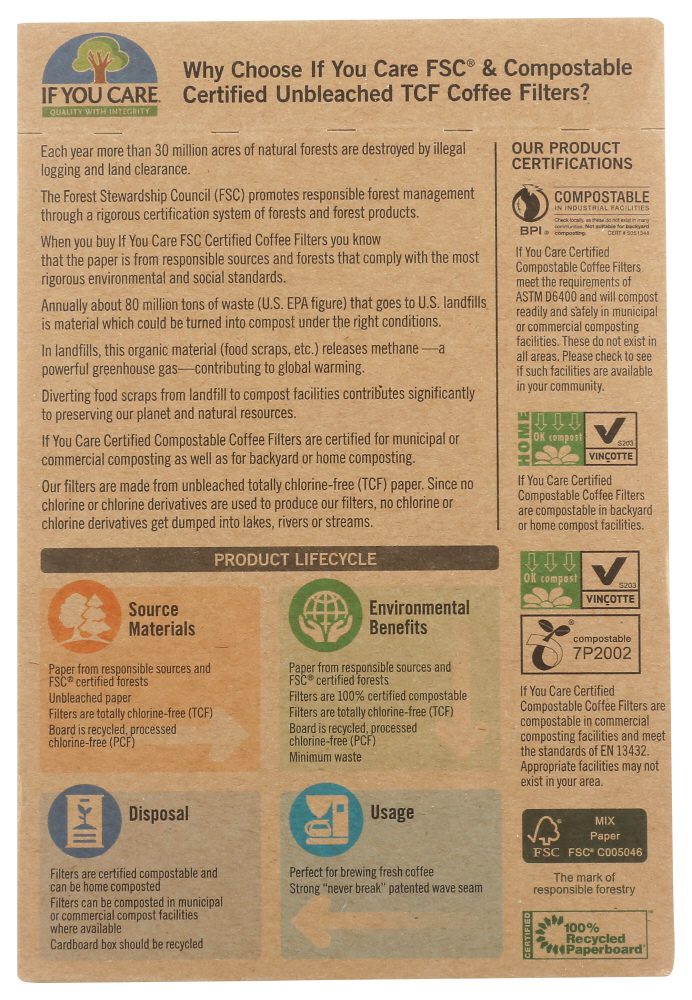 IF YOU CARE
QUALITY WITH INTEGRITY
Why Choose If You Care FSC® & Compostable
Certified Unbleached TCF Coffee Filters?
Each year more than 30 million acres of natural forests are destroyed by illegal
logging and land clearance.
The Forest Stewardship Council (FSC) promotes responsible forest management
through a rigorous certification system of forests and forest products.
When you buy If You Care FSC Certified Coffee Filters you know
that the paper is from responsible sources and forests that comply with the most
rigorous environmental and social standards.
Annually about 80 million tons of waste (U.S. EPA figure) that goes to U.S. landfills
is material which could be turned into compost under the right conditions.
In landfills, this organic material (food scraps, etc.) releases methane—a
powerful greenhouse gas—contributing to global warming.
Diverting food scraps from landfill to compost facilities contributes significantly
to preserving our planet and natural resources.
If You Care Certified Compostable Coffee Filters are certified for municipal or
commercial composting as well as for backyard or home composting.
Our filters are made from unbleached totally chlorine-free (TCF) paper. Since no
chlorine or chlorine derivatives are used to produce our filters, no chlorine or
chlorine derivatives get dumped into lakes, rivers or streams.
OUR PRODUCT
CERTIFICATIONS
COMPOSTABLE
IN INDUSTRIAL FACILITIES
Check locally, as these do not exist in many
communities. Not suitable for backyard
composting.
BPI®
If You Care Certified
Compostable Coffee Filters
meet the requirements of
ASTM D6400 and will compost
readily and safely in municipal
or commercial composting
facilities. These do not exist in
all areas. Please check to see
if such facilities are available
in your community.
HOME
OK compost
S203
VINÇOTTE
If You Care Certified
Compostable Coffee Filters
are compostable in backyard
or home compost facilities.
OK compost
S203
VINÇOTTE
compostable
7P2002
If You Care Certified
Compostable Coffee Filters are
compostable in commercial
composting facilities and meet
the standards of EN 13432.
Appropriate facilities may not
exist in your area.
MIX
Paper
FSC
FSC® C005046
The mark of
responsible forestry
CERTIFIED
100%
Recycled
Paperboard™
PRODUCT LIFECYCLE
Source
Materials
Paper from responsible sources and
FSC® certified forests
Unbleached paper
Filters are totally chlorine-free (TCF)
Board is recycled, processed
chlorine-free (PCF)
Environmental
Benefits
Paper from responsible sources and
FSC® certified forests
Filters are 100% certified compostable
Filters are totally chlorine-free (TCF)
Board is recycled, processed
chlorine-free (PCF)
Minimum waste
Disposal
Filters are certified compostable and
can be home composted
Filters can be composted in municipal
or commercial compost facilities
where available
Cardboard box should be recycled
Usage
Perfect for brewing fresh coffee
Strong “never break” patented wave seam